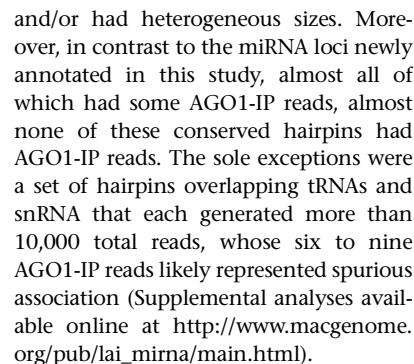 and/or had heterogeneous sizes. More-
over, in contrast to the miRNA loci newly
annotated in this study, almost all of
which had some AGO1-IP reads, almost
none of these conserved hairpins had
AGO1-IP reads. The sole exceptions were
a set of hairpins overlapping tRNAs and
snRNA that each generated more than
10,000 total reads, whose six to nine
AGO1-IP reads likely represented spurious
association (Supplemental analyses avail-
able online at http://www.macgenome.
org/pub/lai_mirna/main.html).